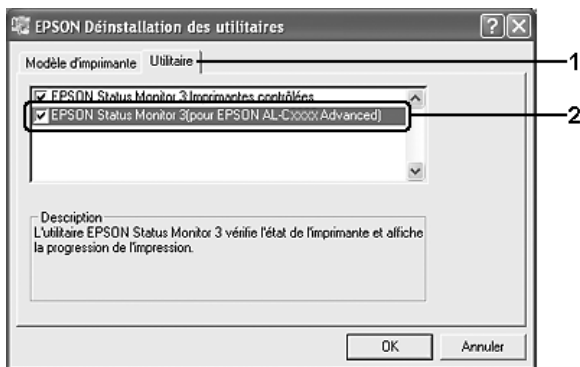 EPSON Déinstallation des utilitaires
Modèle d'imprimante Utilitaire
1
EPSON Status Monitor 3:Imprimantes contrôlées
EPSON Status Monitor 3(pour EPSON AL-CXXXX Advanced)
2
Description
L'utilitaire EPSON Status Monitor 3 vérifie l'état de l'imprimante et affiche
la progression de l'impression.
OK Annuler